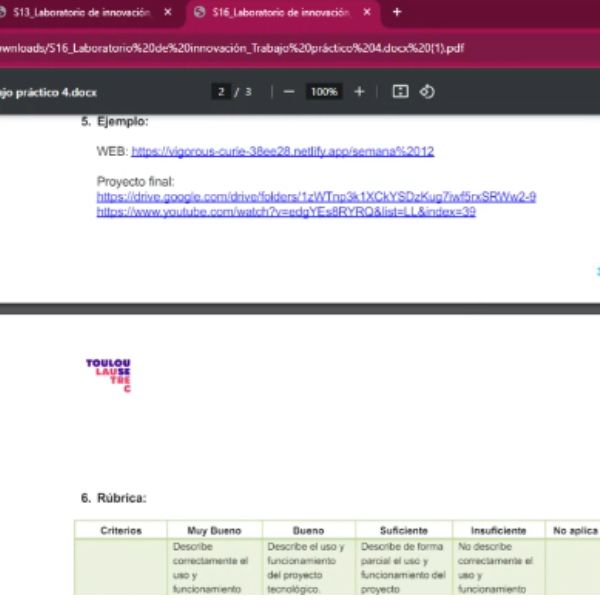 S13_Laboratorio de innovación
S16_Laboratorio de innovación
ownloads/S16_Laboratorio%20de%20innovación_Trabajo%20práctico%204.docx%20(1).pdf
jo práctico 4.docx
2 / 3
100%
5. Ejemplo:
WEB: https://vigorous-curie-38ee28.netlify.app/semana%2012
Proyecto final:
https://drive.google.com/drive/folders/1zWTnp3k1XCkYSDzKug7iwf5rxSRWw2-9
https://www.youtube.com/watch?v=edgYEs8RYRQ&list=LL&index=39
TOULOU
LAUSE
TRE
C
6. Rúbrica:
Criterios Muy Bueno Bueno Suficiente Insuficiente No aplica
Describe Describe el uso y Describe de forma No describe
correctamente el funcionamiento parcial el uso y correctamente el
uso y del proyecto funcionamiento del uso y
funcionamiento tecnológico. proyecto funcionamiento